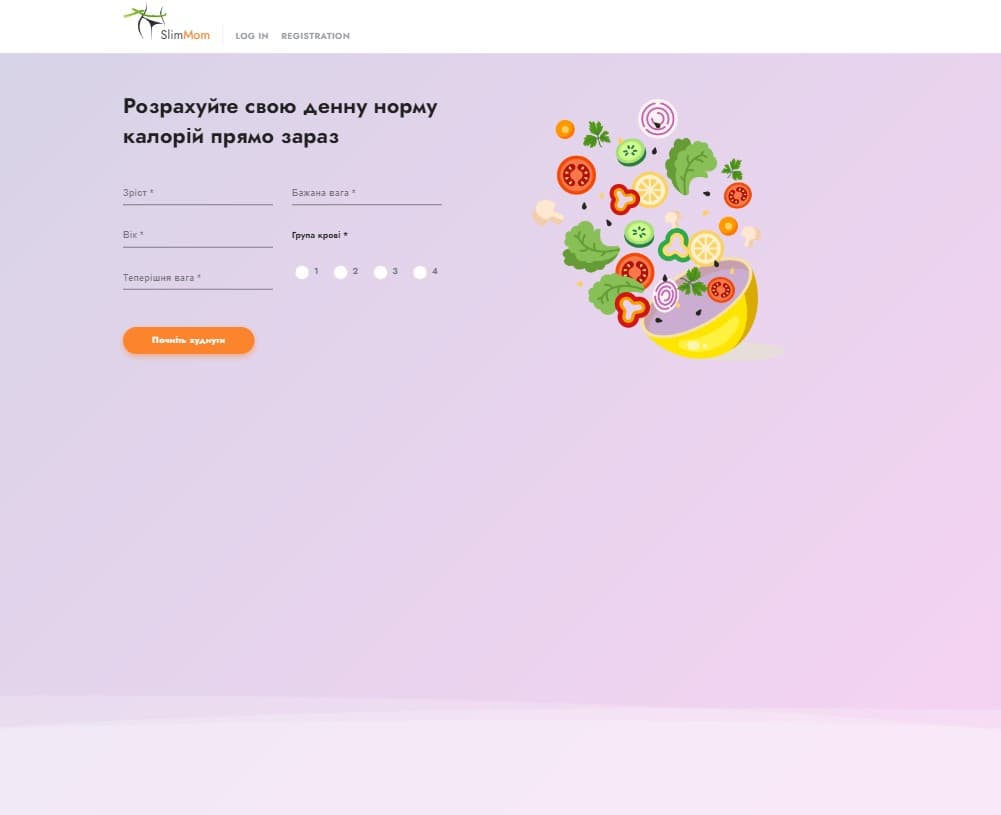 SlimMom
LOG IN REGISTRATION
Розрахуйте свою денну норму
калорій прямо зараз
Зріст *
Бажана вага *
Вік *
Група крові *
Теперішня вага *
1 2 3 4
Почніть худнути